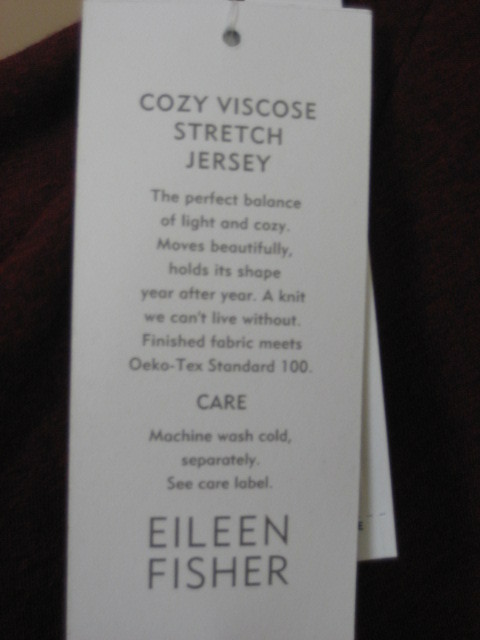 COZY VISCOSE
STRETCH
JERSEY
The perfect balance
of light and cozy.
Moves beautifully,
holds its shape
year after year. A knit
we can't live without.
Finished fabric meets
Oeko-Tex Standard 100.
CARE
Machine wash cold,
separately.
See care label.
EILEEN
FISHER
E